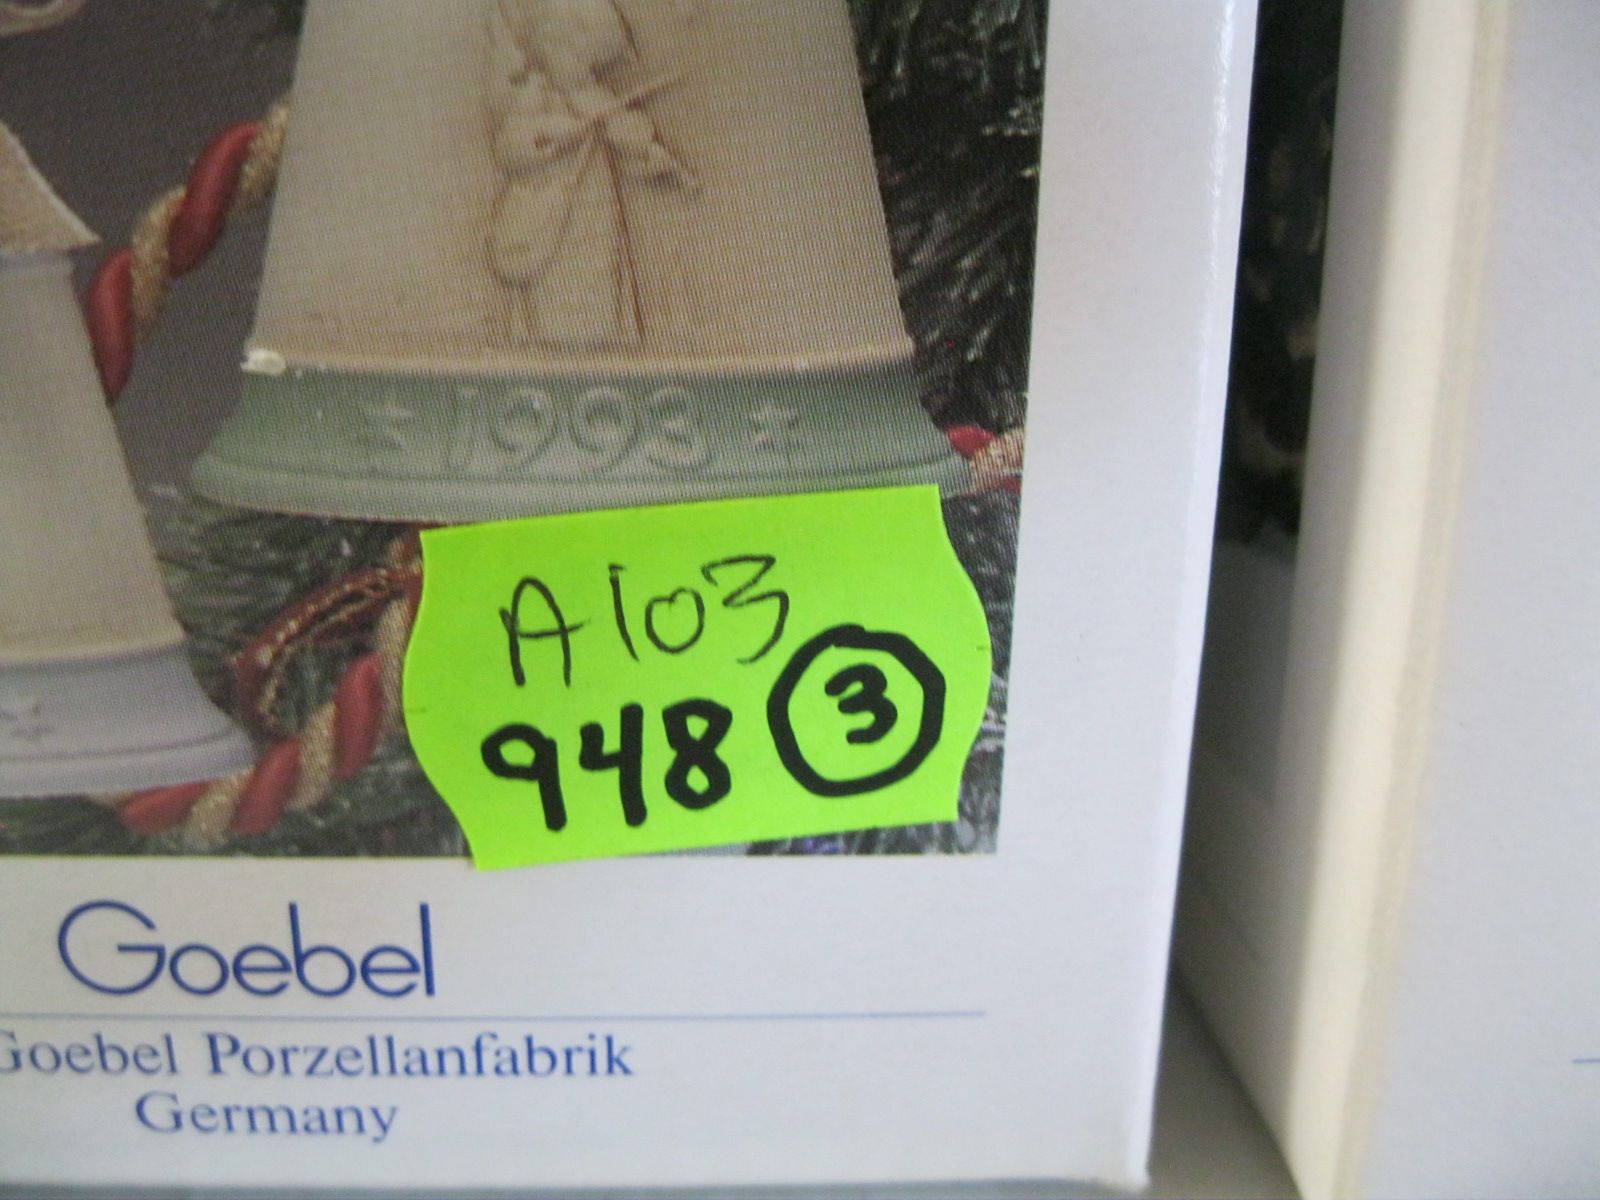 1993
A103
948 3
Goebel
Goebel Porzellanfabrik
Germany